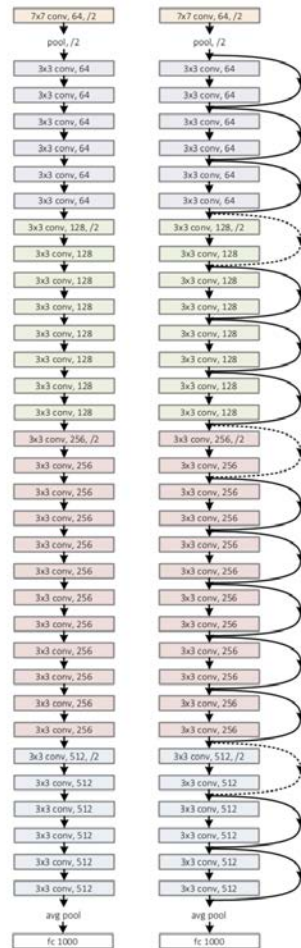 7x7 conv, 64, /2
pool, /2
3x3 conv, 64
3x3 conv, 64
3x3 conv, 64
3x3 conv, 64
3x3 conv, 64
3x3 conv, 64
3x3 conv, 128, /2
3x3 conv, 128
3x3 conv, 128
3x3 conv, 128
3x3 conv, 128
3x3 conv, 128
3x3 conv, 128
3x3 conv, 128
3x3 conv, 256, /2
3x3 conv, 256
3x3 conv, 256
3x3 conv, 256
3x3 conv, 256
3x3 conv, 256
3x3 conv, 256
3x3 conv, 256
3x3 conv, 256
3x3 conv, 256
3x3 conv, 256
3x3 conv, 256
3x3 conv, 512, /2
3x3 conv, 512
3x3 conv, 512
3x3 conv, 512
3x3 conv, 512
3x3 conv, 512
avg pool
fc 1000
7x7 conv, 64, /2
pool, /2
3x3 conv, 64
3x3 conv, 64
3x3 conv, 64
3x3 conv, 64
3x3 conv, 64
3x3 conv, 64
3x3 conv, 128, /2
3x3 conv, 128
3x3 conv, 128
3x3 conv, 128
3x3 conv, 128
3x3 conv, 128
3x3 conv, 128
3x3 conv, 128
3x3 conv, 256, /2
3x3 conv, 256
3x3 conv, 256
3x3 conv, 256
3x3 conv, 256
3x3 conv, 256
3x3 conv, 256
3x3 conv, 256
3x3 conv, 256
3x3 conv, 256
3x3 conv, 256
3x3 conv, 256
3x3 conv, 512, /2
3x3 conv, 512
3x3 conv, 512
3x3 conv, 512
3x3 conv, 512
3x3 conv, 512
avg pool
fc 1000